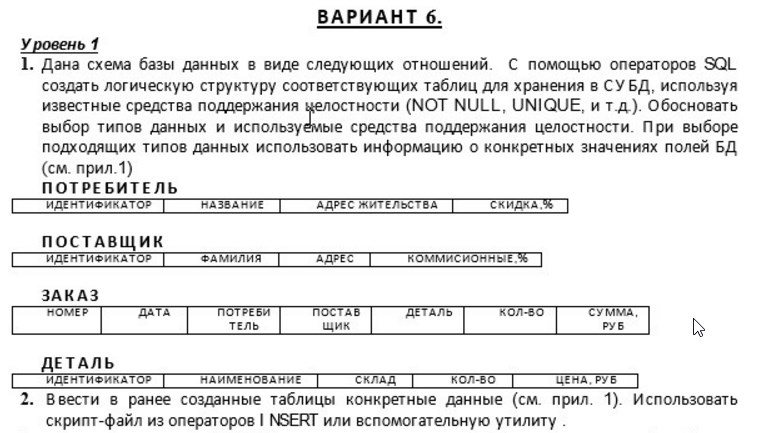 ВАРИАНТ 6.
Уровень 1
1. Дана схема базы данных в виде следующих отношений. С помощью операторов SQL
создать логическую структуру соответствующих таблиц для хранения в СУБД, используя
известные средства поддержания целостности (NOT NULL, UNIQUE, и т.д.). Обосновать
выбор типов данных и используемые средства поддержания целостности. При выборе
подходящих типов данных использовать информацию о конкретных значениях полей БД
(см. прил.1)
ПОТРЕБИТЕЛЬ
ИДЕНТИФИКАТОР НАЗВАНИЕ АДРЕС ЖИТЕЛЬСТВА СКИДКА,%
ПОСТАВЩИК
ИДЕНТИФИКАТОР ФАМИЛИЯ АДРЕС КОММИСИОННЫЕ,%
ЗАКАЗ
НОМЕР ДАТА ПОТРЕБИ ПОСТАВ ДЕТАЛЬ КОЛ-ВО СУММА,
ТЕЛЬ ЩИК РУБ
ДЕТАЛЬ
ИДЕНТИФИКАТОР НАИМЕНОВАНИЕ СКЛАД КОЛ-ВО ЦЕНА, РУБ
2. Ввести в ранее созданные таблицы конкретные данные (см. прил. 1). Использовать
скрипт-файл из операторов I NSERT или вспомогательную утилиту .